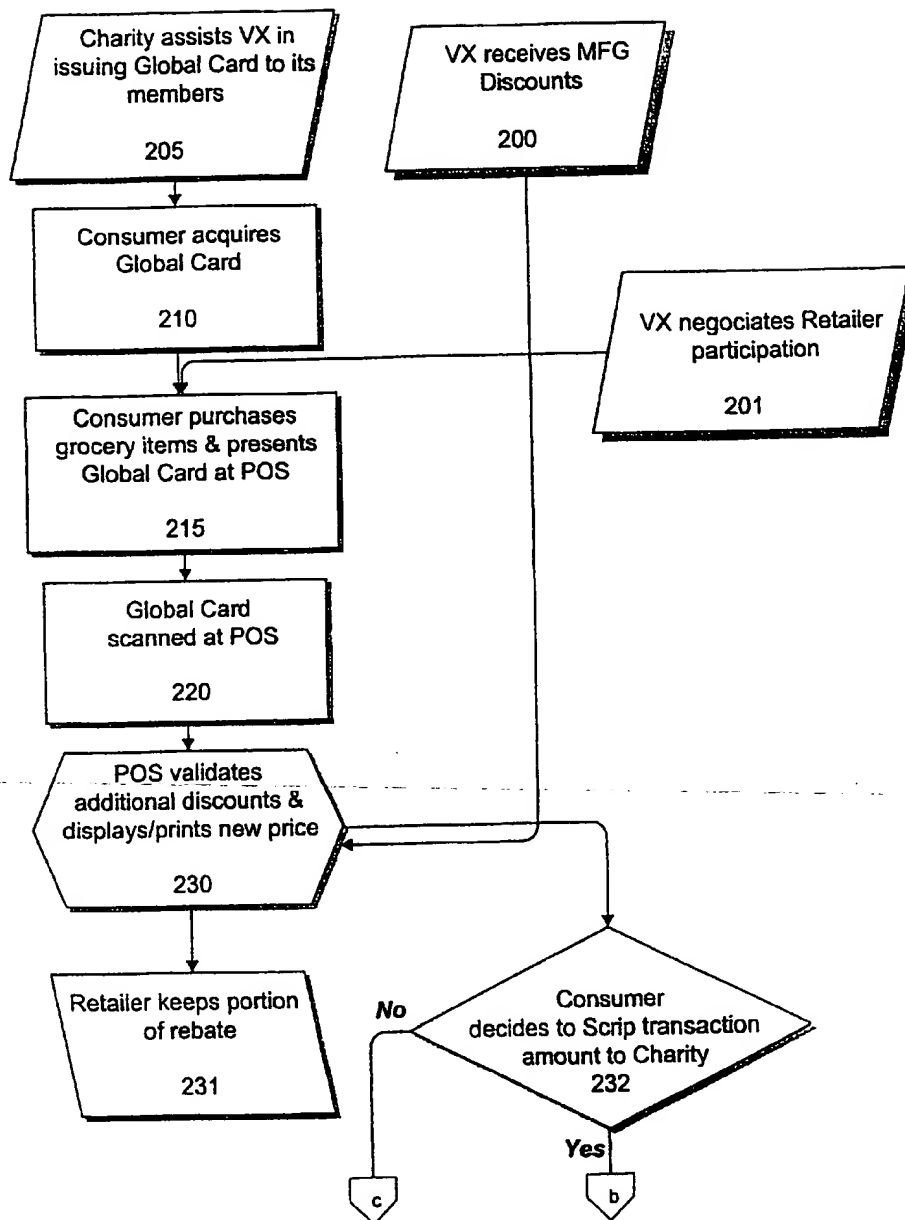 Charity assists VX in
issuing Global Card to its
members
205
VX receives MFG
Discounts
200
Consumer acquires
Global Card
210
VX negociates Retailer
participation
201
Consumer purchases
grocery items & presents
Global Card at POS
215
Global Card
scanned at POS
220
POS validates
additional discounts &
displays/prints new price
230
Retailer keeps portion
of rebate
231
Consumer
decides to Scrip transaction
amount to Charity
232
No
Yes
c
b